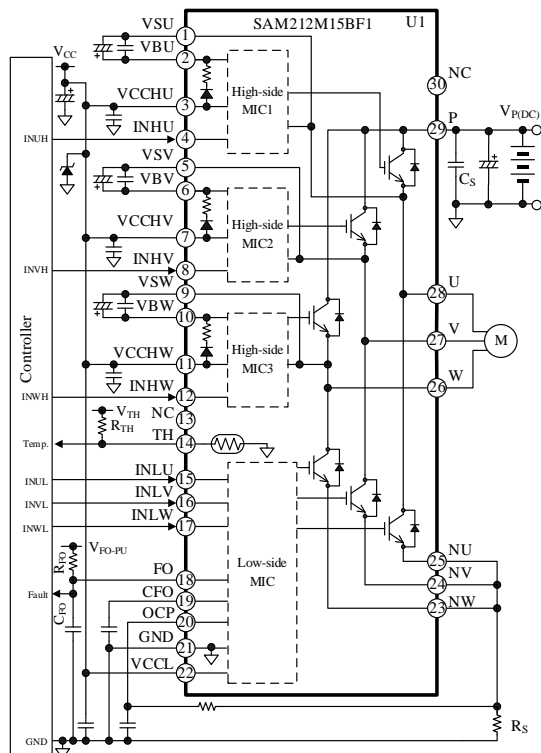 SAM212M15BF1
U1
VSU
1
VBU
2
VCC
VCCHU
3
INUH
INHU
4
High-side
MIC1
VSV
5
VBV
6
VCCHV
7
INVH
INHV
8
High-side
MIC2
VSW
9
VBW
10
VCCHW
11
INWH
INHW
12
High-side
MIC3
NC
13
VTH
RTH
Temp.
TH
14
INUL
INLU
15
INVL
INLV
16
INWL
INLW
17
VFO-PU
RFO
FO
18
Fault
CFO
CFO
19
OCP
20
GND
21
VCCL
22
Low-side
MIC
GND
Controller
30
NC
29
P
VP(DC)
CS
28
U
27
V
26
W
M
25
NU
24
NV
23
NW
RS